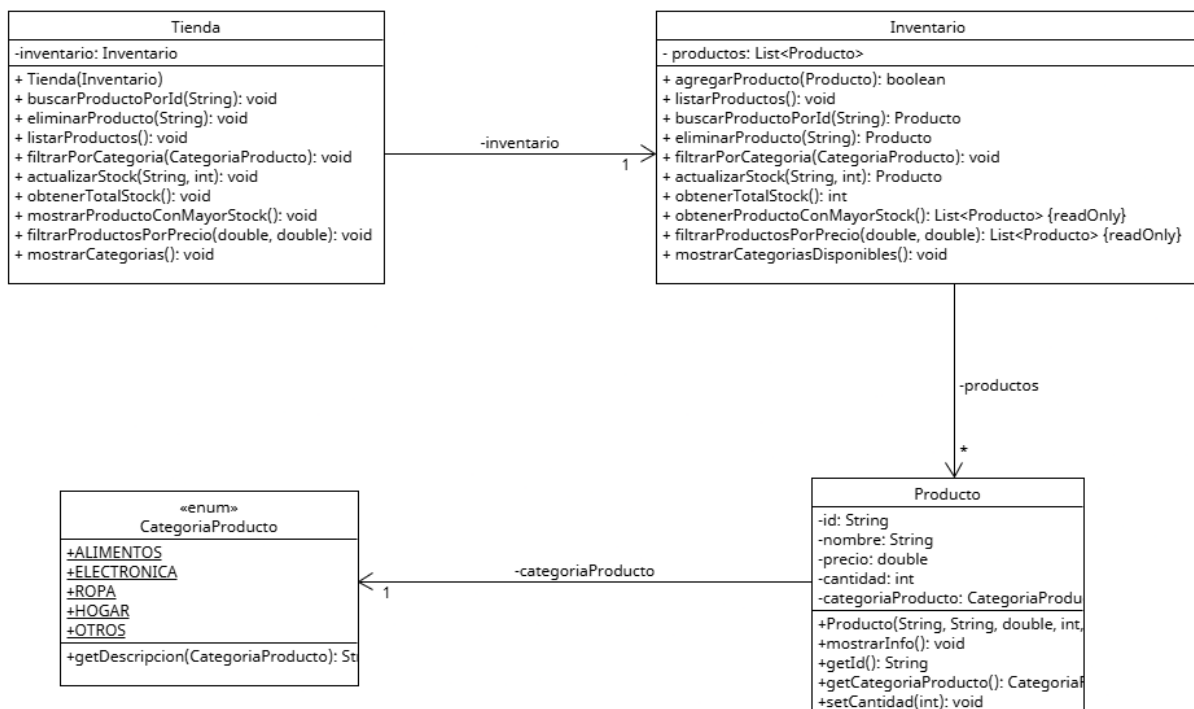 Tienda
-inventario: Inventario
+ Tienda(Inventario)
+ buscarProductoPorId(String): void
+ eliminarProducto(String): void
+ listarProductos(): void
+ filtrarPorCategoria(CategoriaProducto): void
+ actualizarStock(String, int): void
+ obtenerTotalStock(): void
+ mostrarProductoConMayorStock(): void
+ filtrarProductosPorPrecio(double, double): void
+ mostrarCategorias(): void
-inventario
1
Inventario
- productos: List<Producto>
+ agregarProducto(Producto): boolean
+ listarProductos(): void
+ buscarProductoPorId(String): Producto
+ eliminarProducto(String): Producto
+ filtrarPorCategoria(CategoriaProducto): void
+ actualizarStock(String, int): Producto
+ obtenerTotalStock(): int
+ obtenerProductoConMayorStock(): List<Producto> {readOnly}
+ filtrarProductosPorPrecio(double, double): List<Producto> {readOnly}
+ mostrarCategoriasDisponibles(): void
-productos
*
«enum»
CategoriaProducto
+ALIMENTOS
+ELECTRONICA
+ROPA
+HOGAR
+OTROS
+getDescripcion(CategoriaProducto):
-categoriaProducto
1
Producto
-id: String
-nombre: String
-precio: double
-cantidad: int
-categoriaProducto:
+Producto(String, String, double, int,
+mostrarInfo(): void
+getId(): String
+getCategoriaProducto():
+setCantidad(int): void